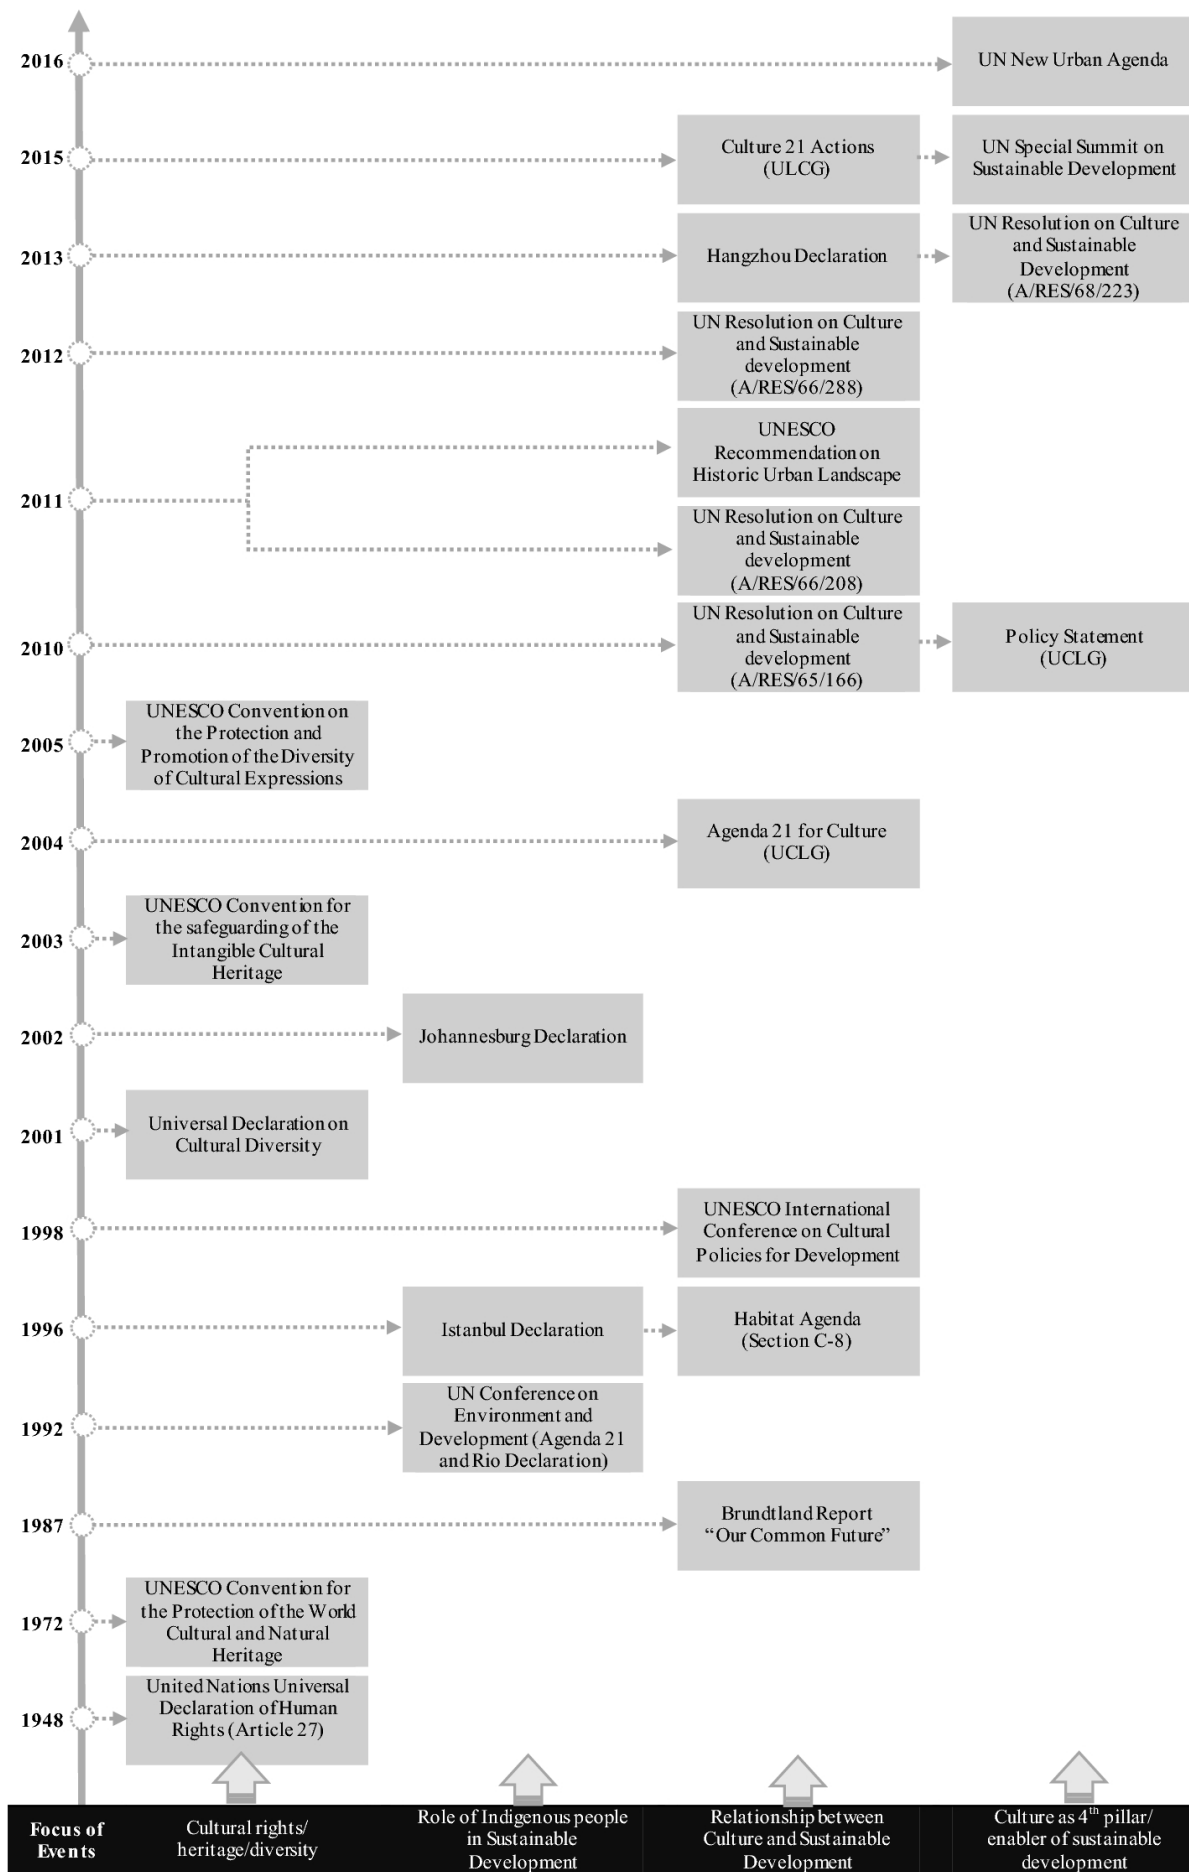 2016
UN New Urban Agenda
2015
Culture 21 Actions
(ULCG)
UN Special Summit on
Sustainable Development
2013
Hangzhou Declaration
UN Resolution on Culture
and Sustainable
Development
(A/RES/68/223)
2012
UN Resolution on Culture
and Sustainable
development
(A/RES/66/288)
2011
UNESCO
Recommendation on
Historic Urban Landscape
UN Resolution on Culture
and Sustainable
development
(A/RES/66/208)
2010
UN Resolution on Culture
and Sustainable
development
(A/RES/65/166)
Policy Statement
(UCLG)
2005
UNESCO Convention on
the Protection and
Promotion of the Diversity
of Cultural Expressions
2004
Agenda 21 for Culture
(UCLG)
2003
UNESCO Convention for
the safeguarding of the
Intangible Cultural
Heritage
2002
Johannesburg Declaration
2001
Universal Declaration on
Cultural Diversity
1998
UNESCO International
Conference on Cultural
Policies for Development
1996
Istanbul Declaration
Habitat Agenda
(Section C-8)
1992
UN Conference on
Environment and
Development (Agenda 21
and Rio Declaration)
1987
Brundtland Report
“Our Common Future”
1972
UNESCO Convention for
the Protection of the World
Cultural and Natural
Heritage
1948
United Nations Universal
Declaration of Human
Rights (Article 27)
Focus of
Events
Cultural rights/
heritage/diversity
Role of Indigenous people
in Sustainable
Development
Relationship between
Culture and Sustainable
Development
Culture as 4th pillar/
enabler of sustainable
development